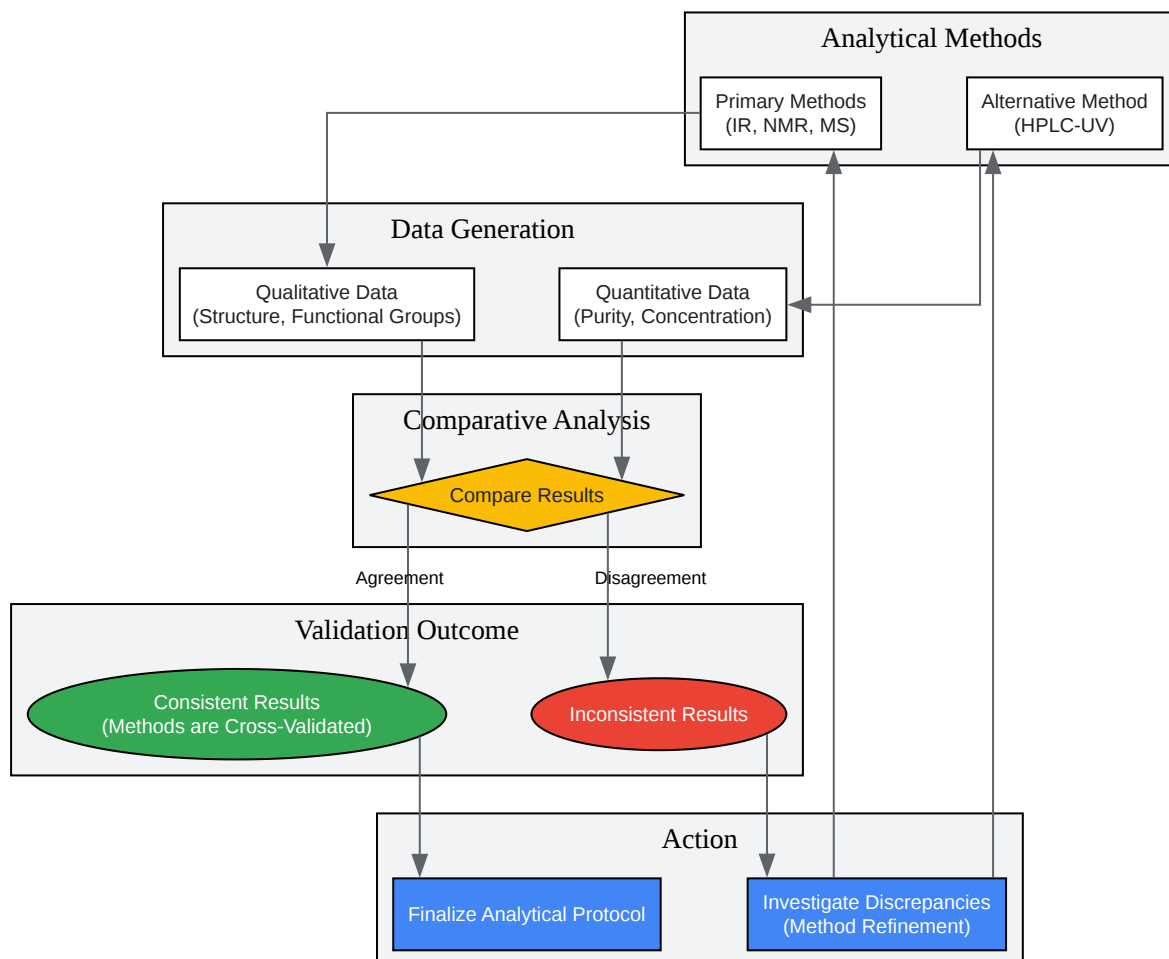 Analytical Methods
Primary Methods
(IR, NMR, MS)
Alternative Method
(HPLC-UV)
Data Generation
Qualitative Data
(Structure, Functional Groups)
Quantitative Data
(Purity, Concentration)
Comparative Analysis
Compare Results
Agreement
Disagreement
Validation Outcome
Consistent Results
(Methods are Cross-Validated)
Inconsistent Results
Action
Finalize Analytical Protocol
Investigate Discrepancies
(Method Refinement)